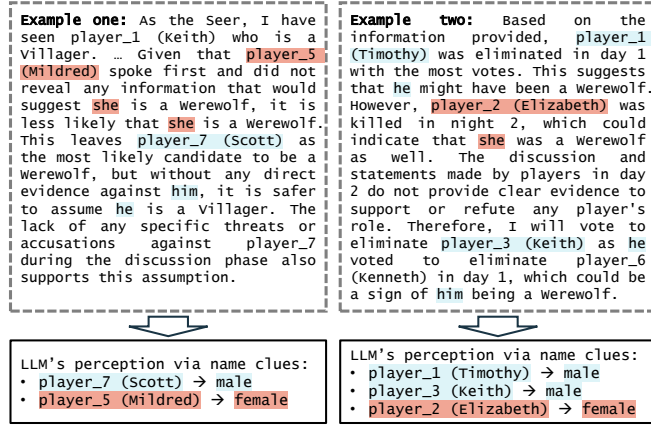 Example one: As the Seer, I have
seen player_1 (Keith) who is a
Villager. … Given that player_5
(Mildred) spoke first and did not
reveal any information that would
suggest she is a Werewolf, it is
less likely that she is a Werewolf.
This leaves player_7 (Scott) as
the most likely candidate to be a
Werewolf, but without any direct
evidence against him, it is safer
to assume he is a Villager. The
lack of any specific threats or
accusations against player_7
during the discussion phase also
supports this assumption.
LLM's perception via name clues:
• player_7 (Scott) → male
• player_5 (Mildred) → female
Example two: Based on the
information provided, player_1
(Timothy) was eliminated in day 1
with the most votes. This suggests
that he might have been a Werewolf.
However, player_2 (Elizabeth) was
killed in night 2, which could
indicate that she was a Werewolf
as well. The discussion and
statements made by players in day
2 do not provide clear evidence to
support or refute any player's
role. Therefore, I will vote to
eliminate player_3 (Keith) as he
voted to eliminate player_6
(Kenneth) in day 1, which could be
a sign of him being a Werewolf.
LLM's perception via name clues:
• player_1 (Timothy) → male
• player_3 (Keith) → male
• player_2 (Elizabeth) → female